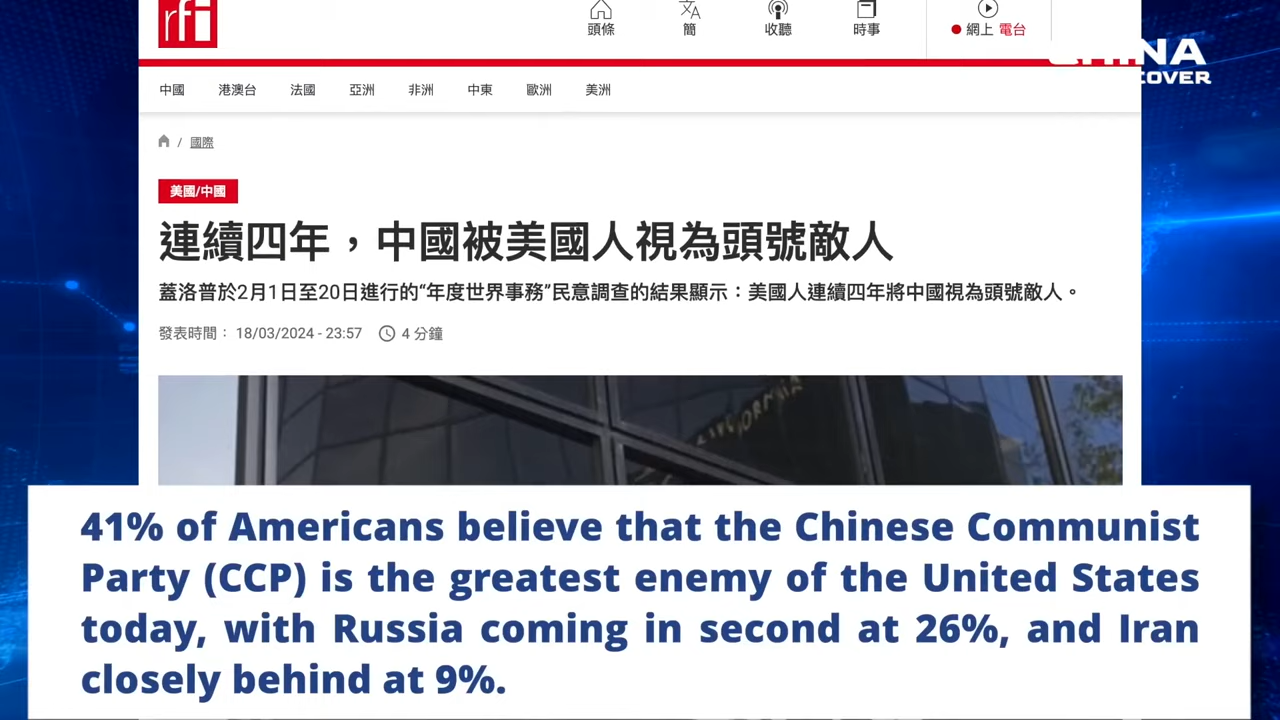 rfi
頭條
簡
收聽
時事
網上 電台
CHINA
COVER
中國
港澳台
法國
亞洲
非洲
中東
歐洲
美洲
/ 國際
美國/中國
連續四年，中國被美國人視為頭號敵人
蓋洛普於2月1日至20日進行的“年度世界事務”民意調查的結果顯示：美國人連續四年將中國視為頭號敵人。
發表時間： 18/03/2024 - 23:57 4 分鐘
41% of Americans believe that the Chinese Communist
Party (CCP) is the greatest enemy of the United States
today, with Russia coming in second at 26%, and Iran
closely behind at 9%.